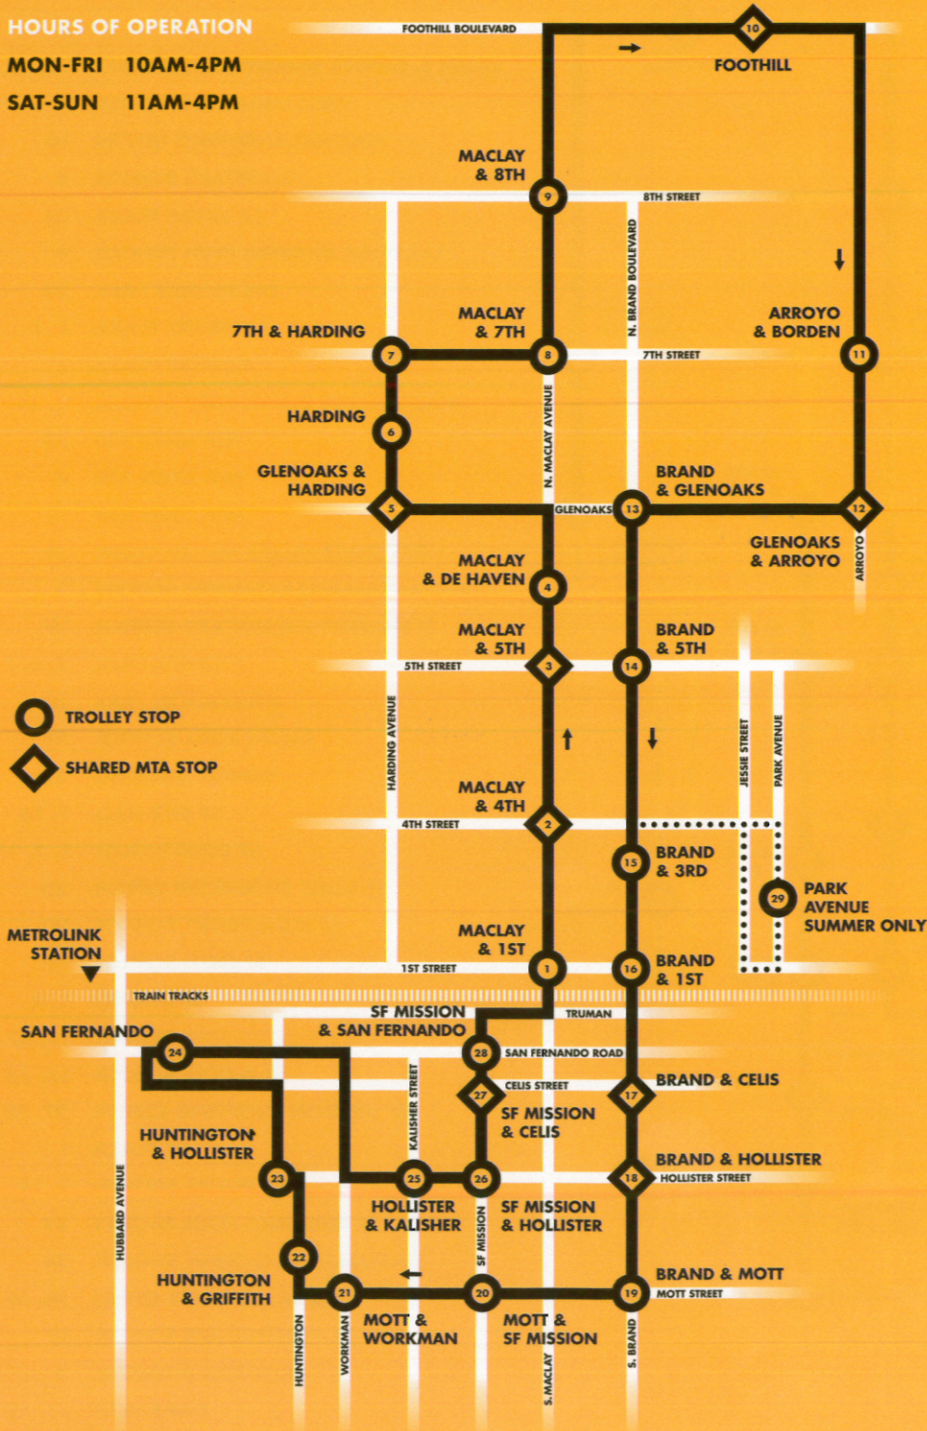 HOURS OF OPERATION
MON-FRI 10AM-4PM
SAT-SUN 11AM-4PM
FOOTHILL BOULEVARD
10
FOOTHILL
MACLAY
& 8TH
9
8TH STREET
N. BRAND BOULEVARD
7TH & HARDING
7
MACLAY
& 7TH
8
7TH STREET
ARROYO
& BORDEN
11
HARDING
6
N. MACLAY AVENUE
GLENOAKS &
HARDING
5
GLENOAKS
BRAND
& GLENOAKS
13
12
GLENOAKS
& ARROYO
ARROYO
MACLAY
& DE HAVEN
4
MACLAY
& 5TH
3
5TH STREET
BRAND
& 5TH
14
TROLLEY STOP
SHARED MTA STOP
HARDING AVENUE
JESSIE STREET
PARK AVENUE
MACLAY
& 4TH
2
4TH STREET
BRAND
& 3RD
15
29
PARK
AVENUE
SUMMER ONLY
METROLINK
STATION
MACLAY
& 1ST
1
1ST STREET
BRAND
& 1ST
16
TRAIN TRACKS
SF MISSION
& SAN FERNANDO
28
TRUMAN
SAN FERNANDO
24
SAN FERNANDO ROAD
KALISHER STREET
CELIS STREET
27
SF MISSION
& CELIS
17
BRAND & CELIS
HUNTINGTON
& HOLLISTER
23
25
HOLLISTER
& KALISHER
26
SF MISSION
& HOLLISTER
BRAND & HOLLISTER
18
HOLLISTER STREET
HUBBARD AVENUE
SF MISSION
22
HUNTINGTON
& GRIFFITH
21
MOTT &
WORKMAN
20
MOTT &
SF MISSION
BRAND & MOTT
19
MOTT STREET
HUNTINGTON
WORKMAN
S. MACLAY
S. BRAND